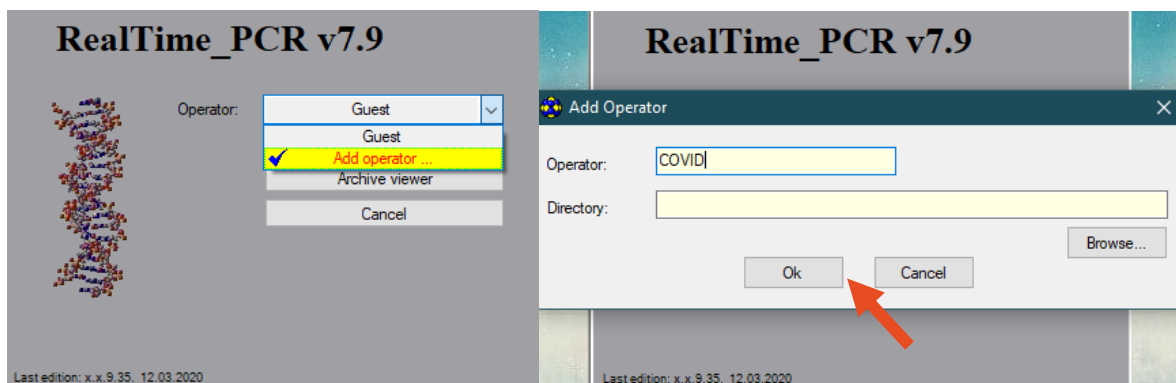 RealTime_PCR v7.9
Operator:
Guest
Guest
Add operator ...
Archive viewer
Cancel
Last edition: x.x.9.35. 12.03.2020
RealTime_PCR v7.9
Add Operator
Operator:
COVID
Directory:
Browse...
Ok
Cancel
Last edition: x.x.9.35. 12.03.2020